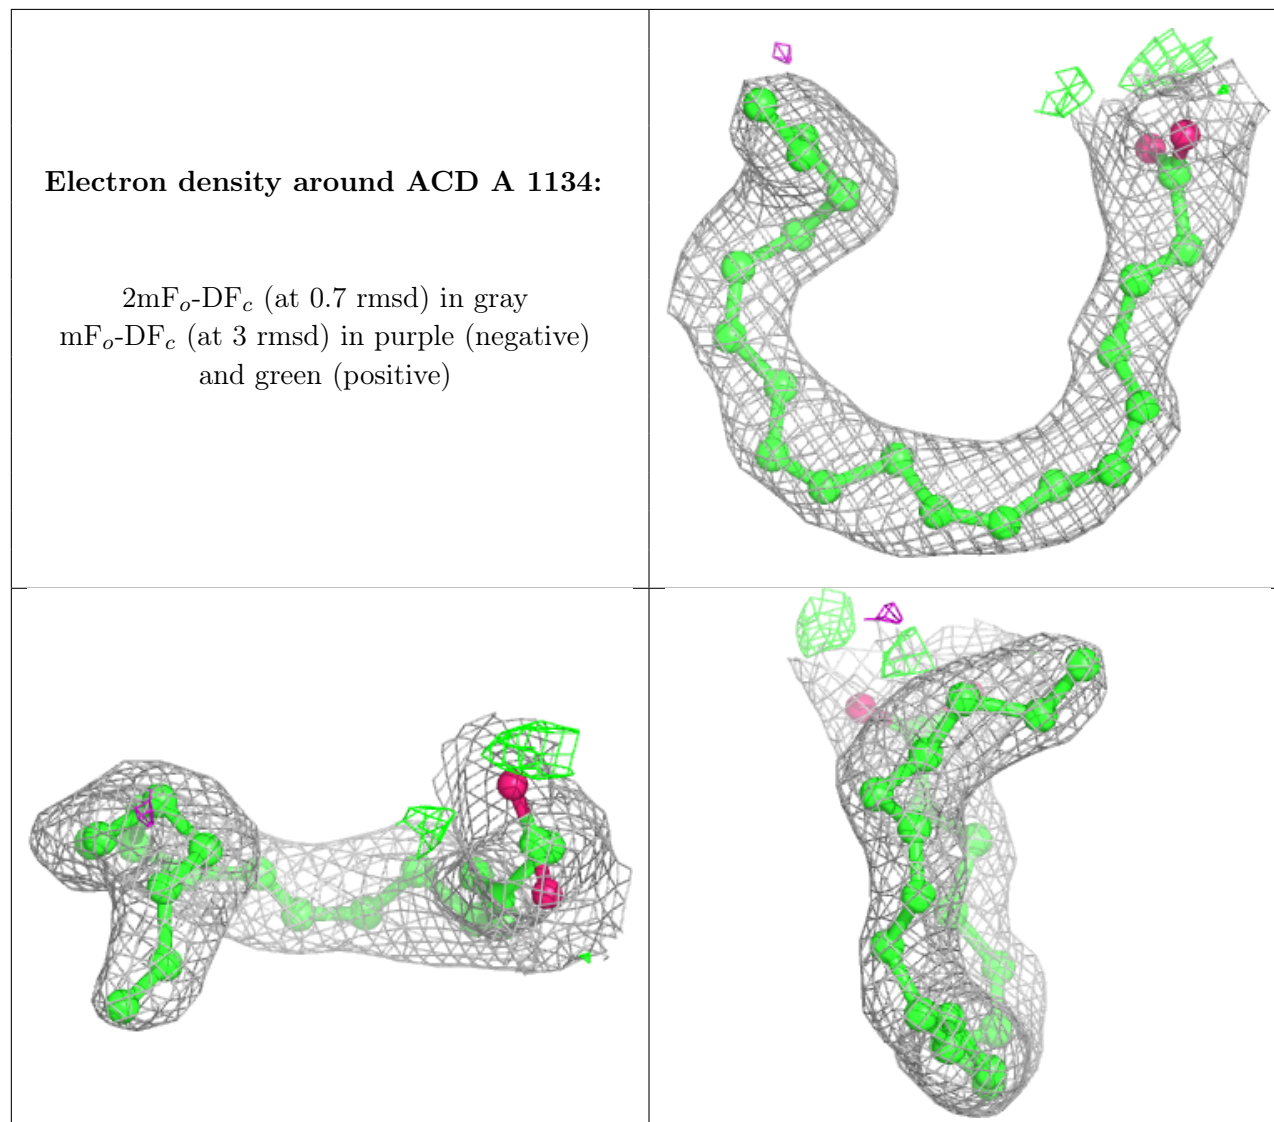 Electron density around ACD A 1134:
2mFo-DFc (at 0.7 rmsd) in gray
mFo-DFc (at 3 rmsd) in purple (negative)
and green (positive)